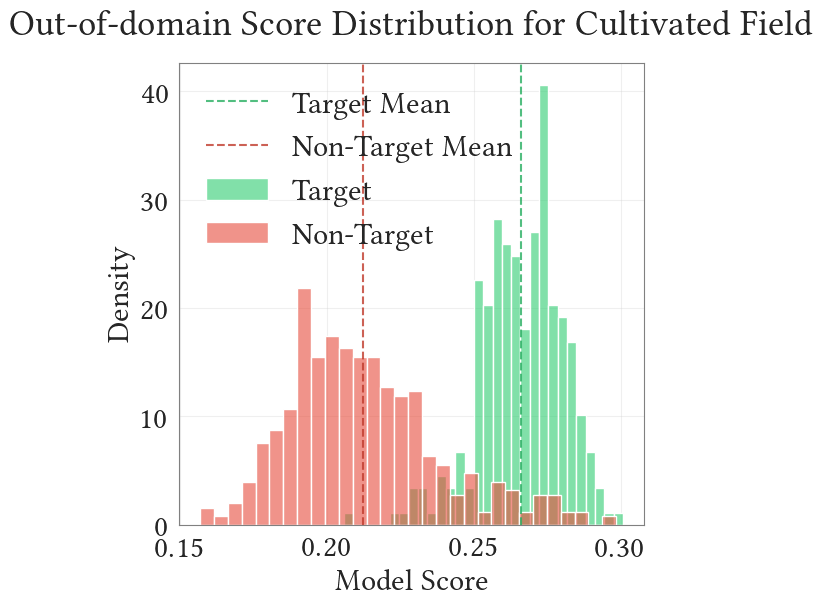 Out-of-domain Score Distribution for Cultivated Field
Target Mean
Non-Target Mean
Target
Non-Target
Density
40
30
20
10
0
0.15 0.20 0.25 0.30
Model Score